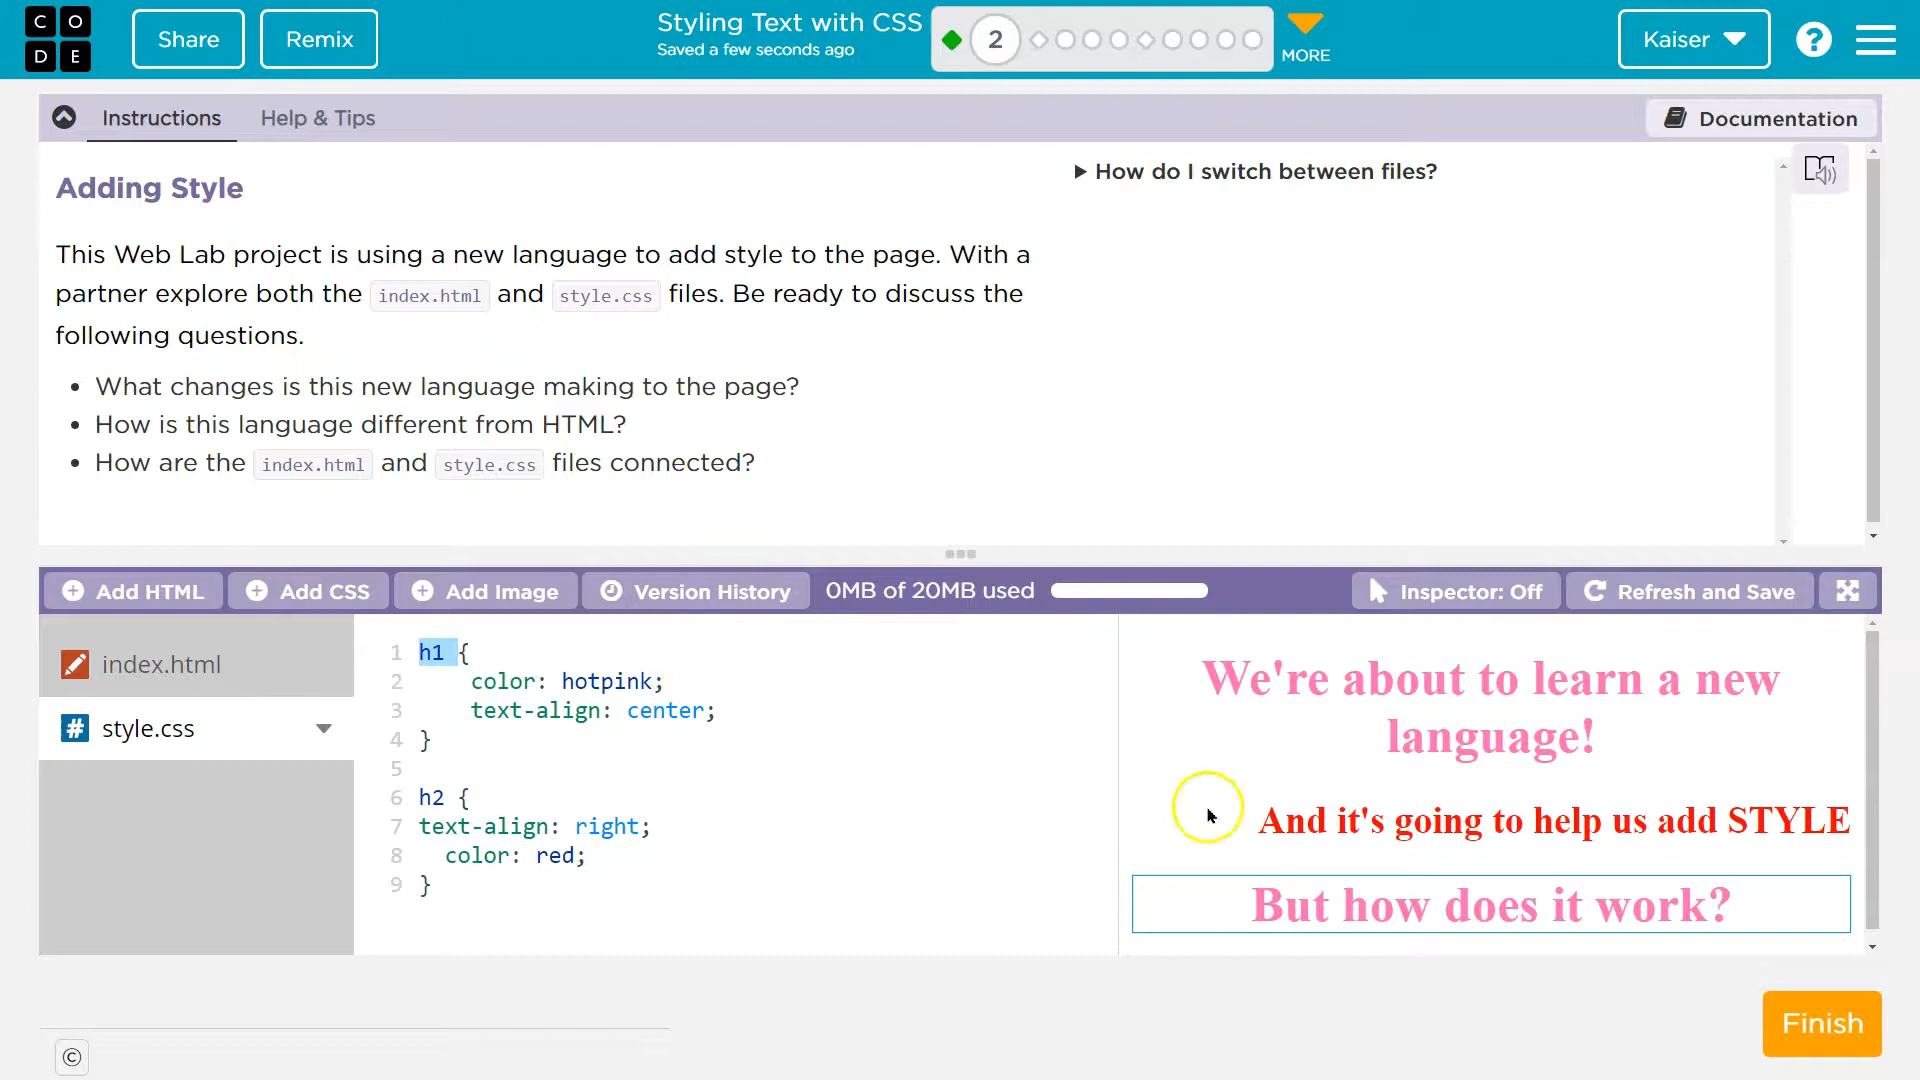 CODE
Share
Remix
Styling Text with CSS
Saved a few seconds ago
2
MORE
Kaiser
?
Instructions
Help & Tips
Documentation
Adding Style
This Web Lab project is using a new language to add style to the page. With a
partner explore both the index.html and style.css files. Be ready to discuss the
following questions.
• What changes is this new language making to the page?
• How is this language different from HTML?
• How are the index.html and style.css files connected?
How do I switch between files?
Add HTML
Add CSS
Add Image
Version History
0MB of 20MB used
Inspector: Off
Refresh and Save
index.html
# style.css
1 h1 {
2 color: hotpink;
3 text-align: center;
4 }
5
6 h2 {
7 text-align: right;
8 color: red;
9 }
We're about to learn a new
language!
And it's going to help us add STYLE
But how does it work?
Finish
©